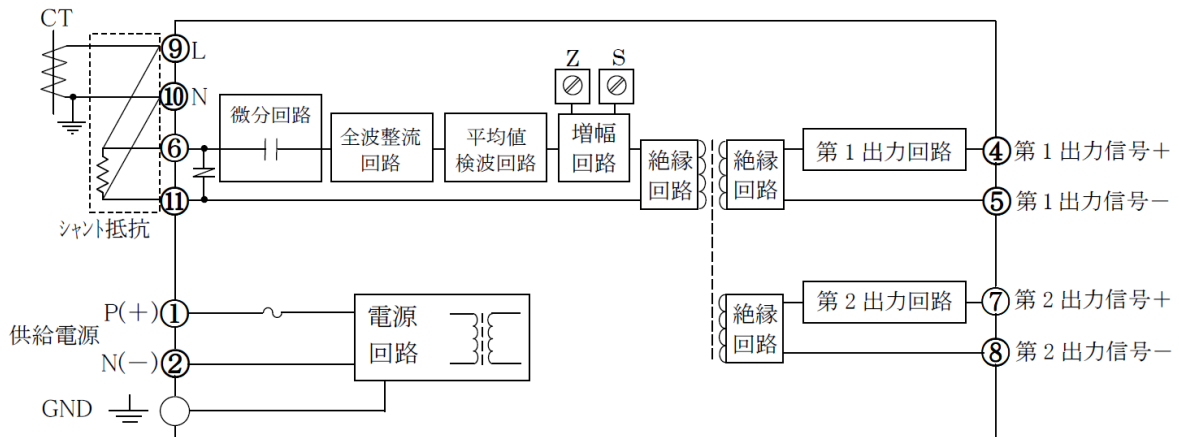 CT
⑨ L
⑩ N
⑥
⑪
シャント抵抗
微分回路
全波整流
回路
平均値
検波回路
Z
S
増幅
回路
絶縁
回路
絶縁
回路
第1出力回路
④ 第1出力信号+
⑤ 第1出力信号−
絶縁
回路
第2出力回路
⑦ 第2出力信号+
⑧ 第2出力信号−
供給電源
P(+) ①
N(−) ②
GND
電源
回路